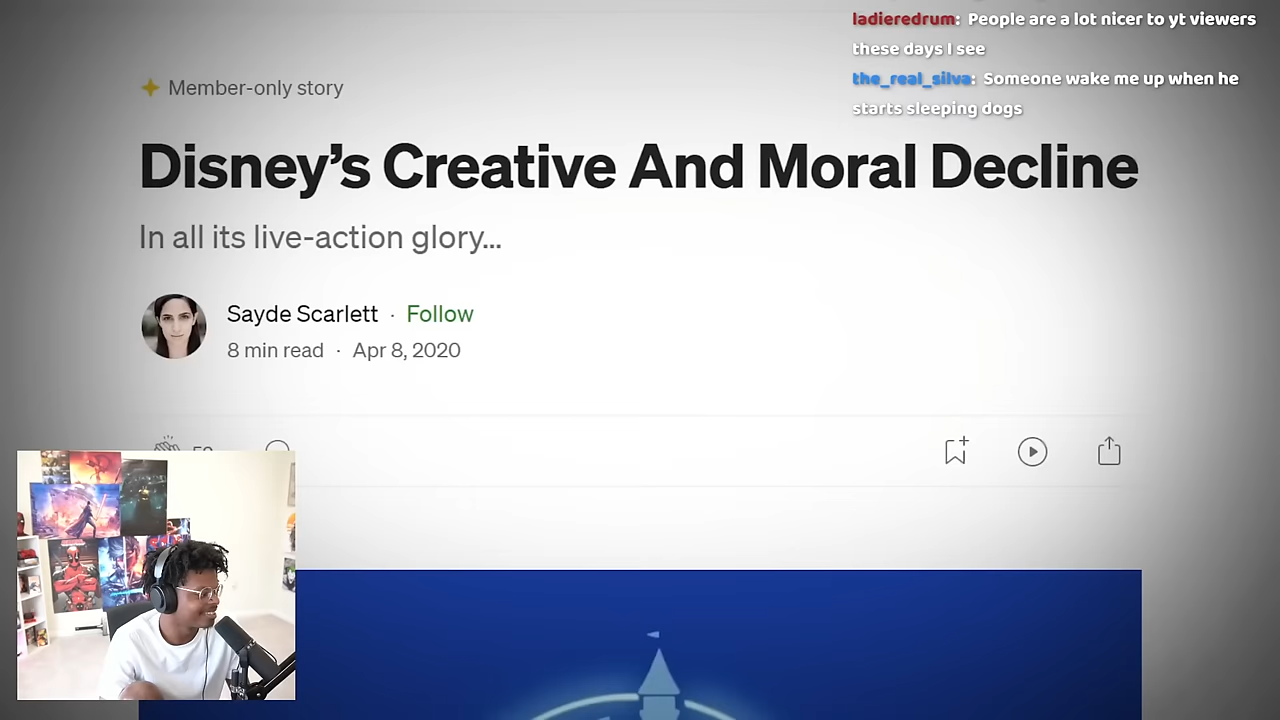 ladieredrum: People are a lot nicer to yt viewers
these days I see
the_real_silva: Someone wake me up when he
starts sleeping dogs
Member-only story
Disney's Creative And Moral Decline
In all its live-action glory...
Sayde Scarlett · Follow
8 min read · Apr 8, 2020